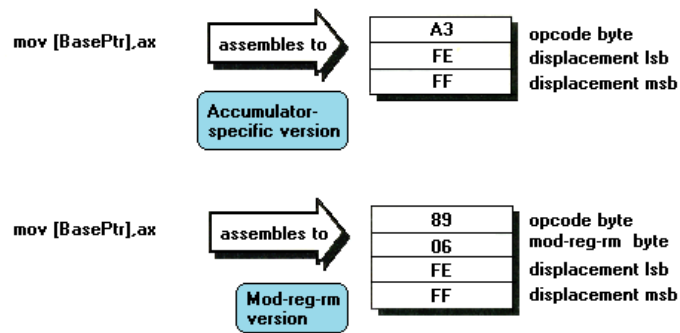 mov [BasePtr],ax
assembles to
A3
opcode byte
FE
displacement lsb
FF
displacement msb
Accumulator-
specific version
mov [BasePtr],ax
assembles to
89
opcode byte
06
mod-reg-rm byte
FE
displacement lsb
FF
displacement msb
Mod-reg-rm
version